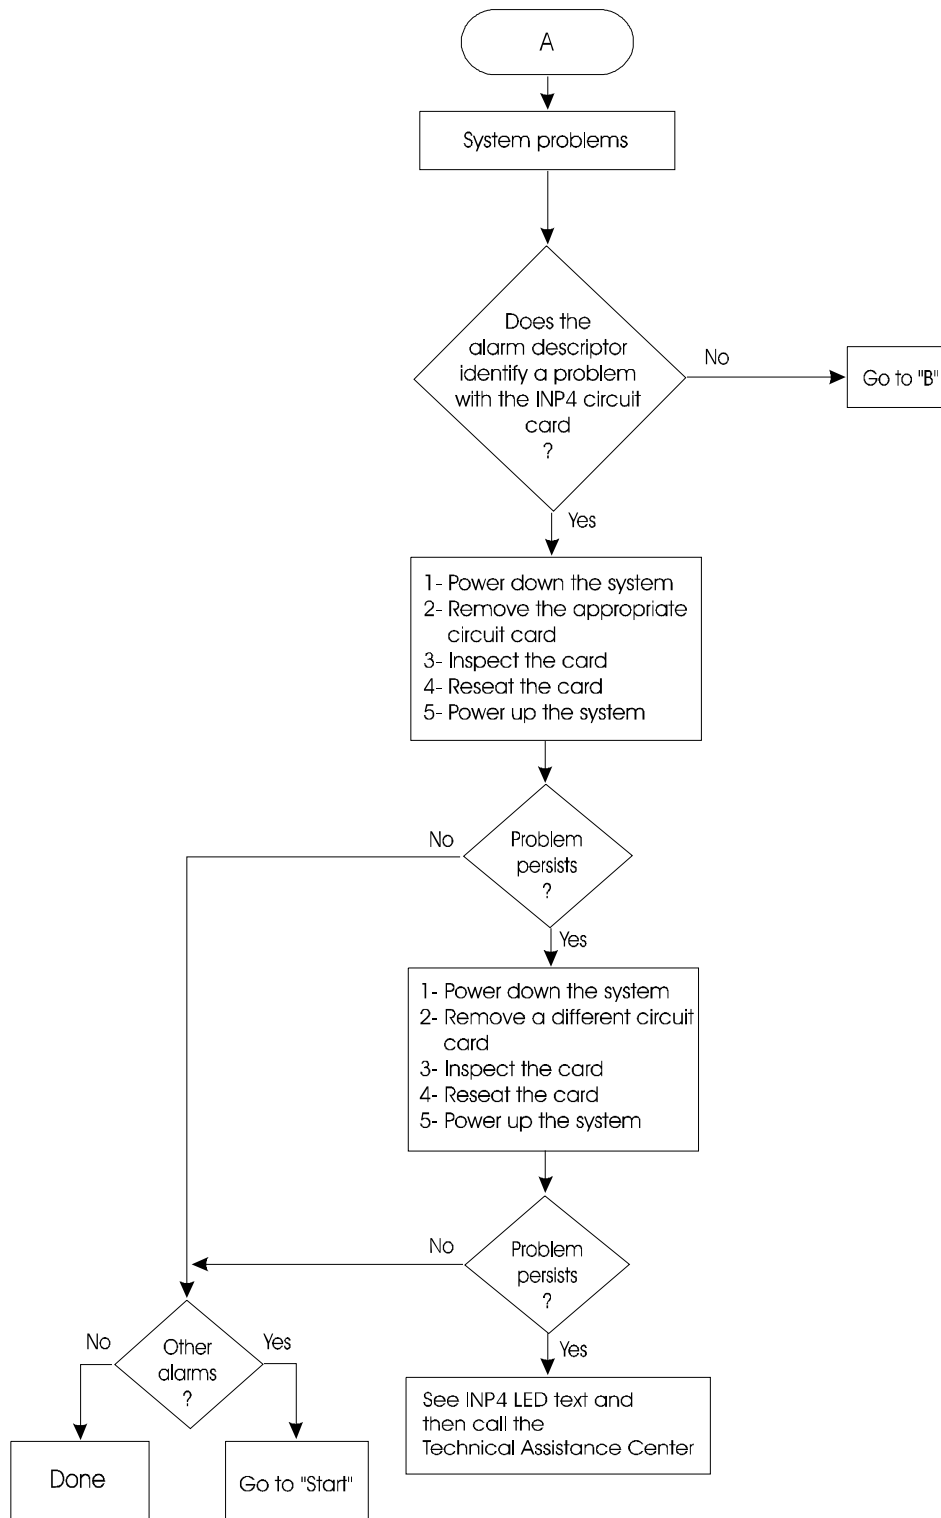 A
System problems
Does the
alarm descriptor
identify a problem
with the INP4 circuit
card
?
No
Go to "B"
Yes
1- Power down the system
2- Remove the appropriate
circuit card
3- Inspect the card
4- Reseat the card
5- Power up the system
No
Problem
persists
?
Yes
1- Power down the system
2- Remove a different circuit
card
3- Inspect the card
4- Reseat the card
5- Power up the system
No
Problem
persists
?
Yes
No
Other
alarms
?
Yes
See INP4 LED text and
then call the
Technical Assistance Center
Done
Go to "Start"